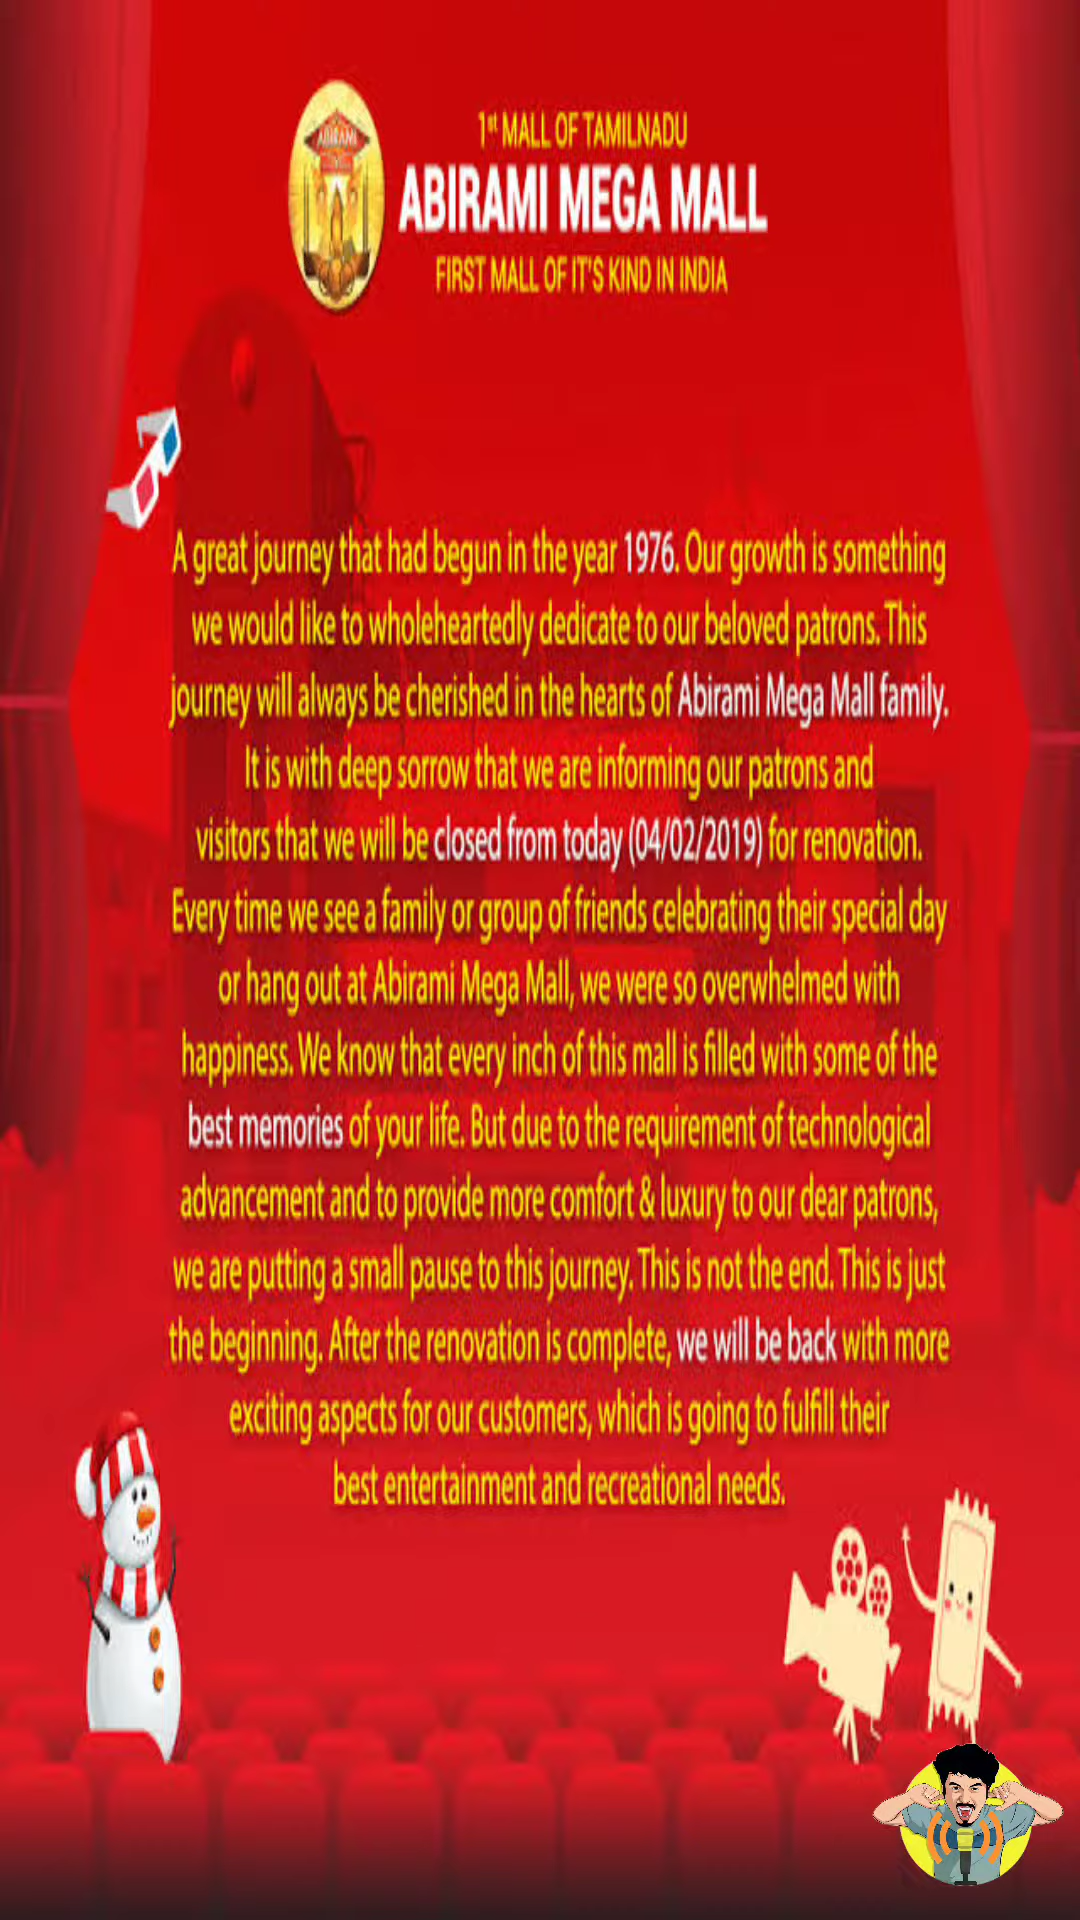 ABIRAMI
1st MALL OF TAMILNADU
ABIRAMI MEGA MALL
FIRST MALL OF IT'S KIND IN INDIA
A great journey that had begun in the year 1976. Our growth is something
we would like to wholeheartedly dedicate to our beloved patrons. This
journey will always be cherished in the hearts of Abirami Mega Mall family.
It is with deep sorrow that we are informing our patrons and
visitors that we will be closed from today (04/02/2019) for renovation.
Every time we see a family or group of friends celebrating their special day
or hang out at Abirami Mega Mall, we were so overwhelmed with
happiness. We know that every inch of this mall is filled with some of the
best memories of your life. But due to the requirement of technological
advancement and to provide more comfort & luxury to our dear patrons,
we are putting a small pause to this journey. This is not the end. This is just
the beginning. After the renovation is complete, we will be back with more
exciting aspects for our customers, which is going to fulfill their
best entertainment and recreational needs.